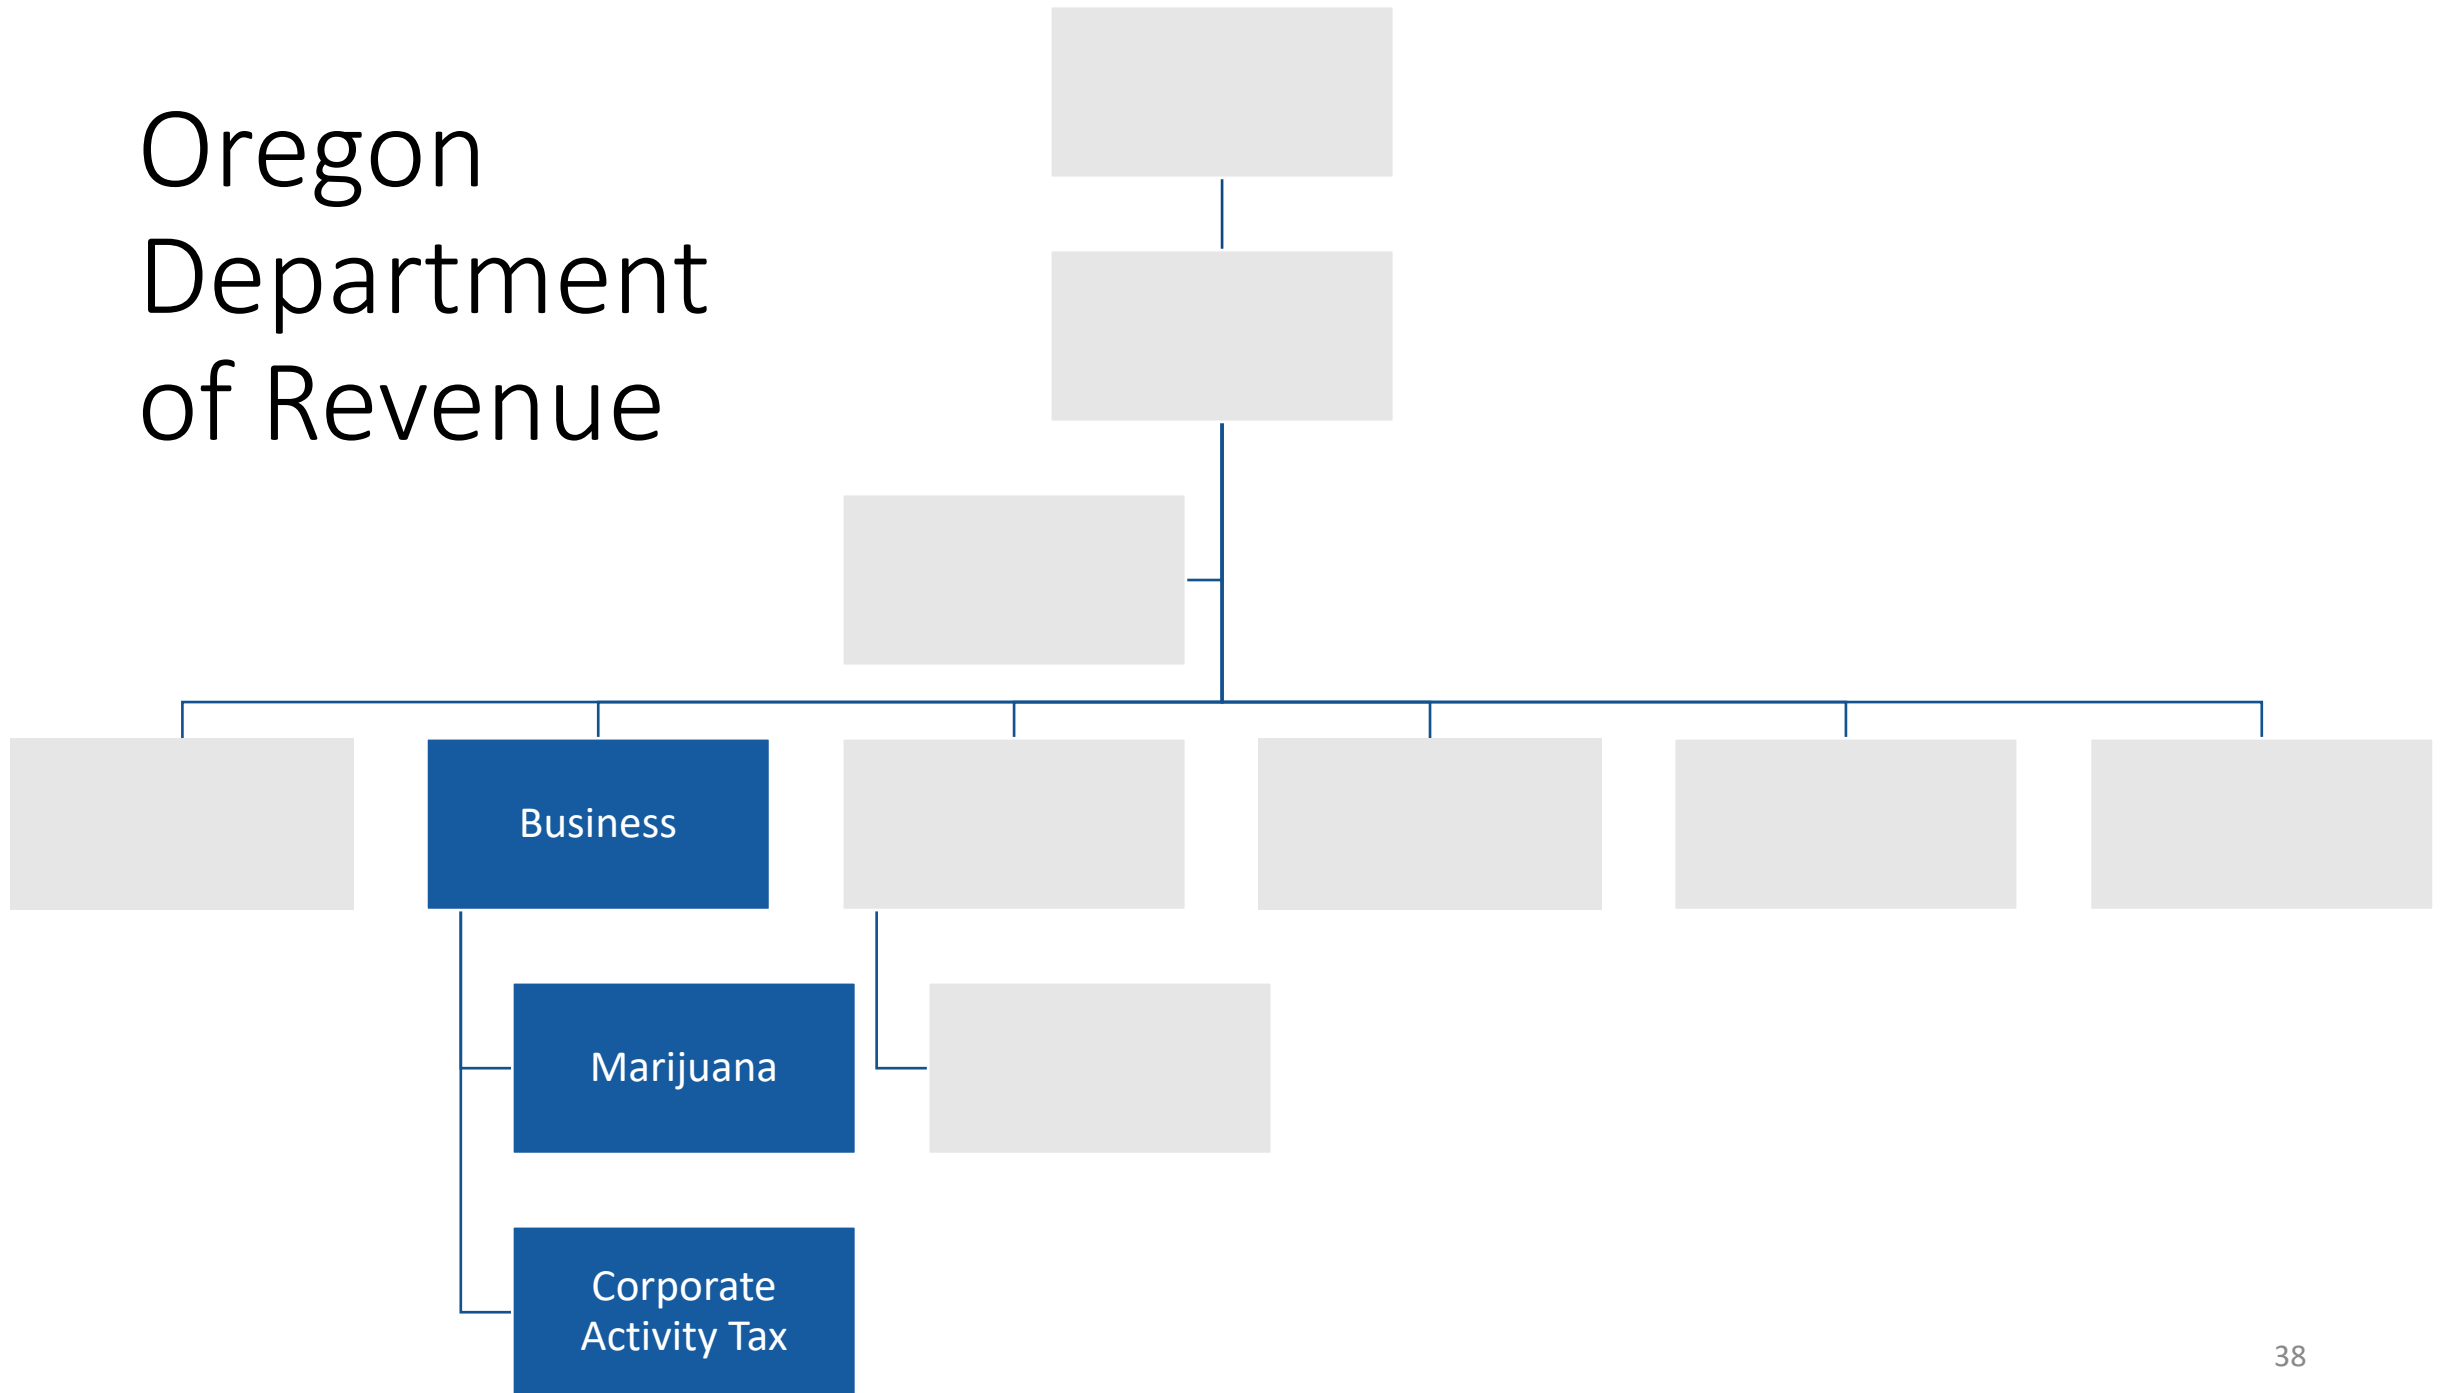 Oregon
Department
of Revenue
Business
Marijuana
Corporate
Activity Tax
38